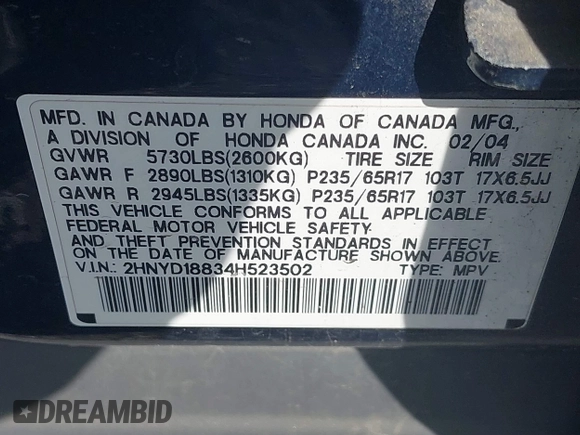 MFD. IN CANADA BY HONDA OF CANADA MFG.,
A DIVISION OF HONDA CANADA INC. 02/04
GVWR 5730LBS(2600KG) TIRE SIZE RIM SIZE
GAWR F 2890LBS(1310KG) P235/65R17 103T 17X6.5JJ
GAWR R 2945LBS(1335KG) P235/65R17 103T 17X6.5JJ
THIS VEHICLE CONFORMS TO ALL APPLICABLE
FEDERAL MOTOR VEHICLE SAFETY
AND THEFT PREVENTION STANDARDS IN EFFECT
ON THE DATE OF MANUFACTURE SHOWN ABOVE.
V.I.N.: 2HNYD18834H523502 TYPE: MPV
DREAMBID